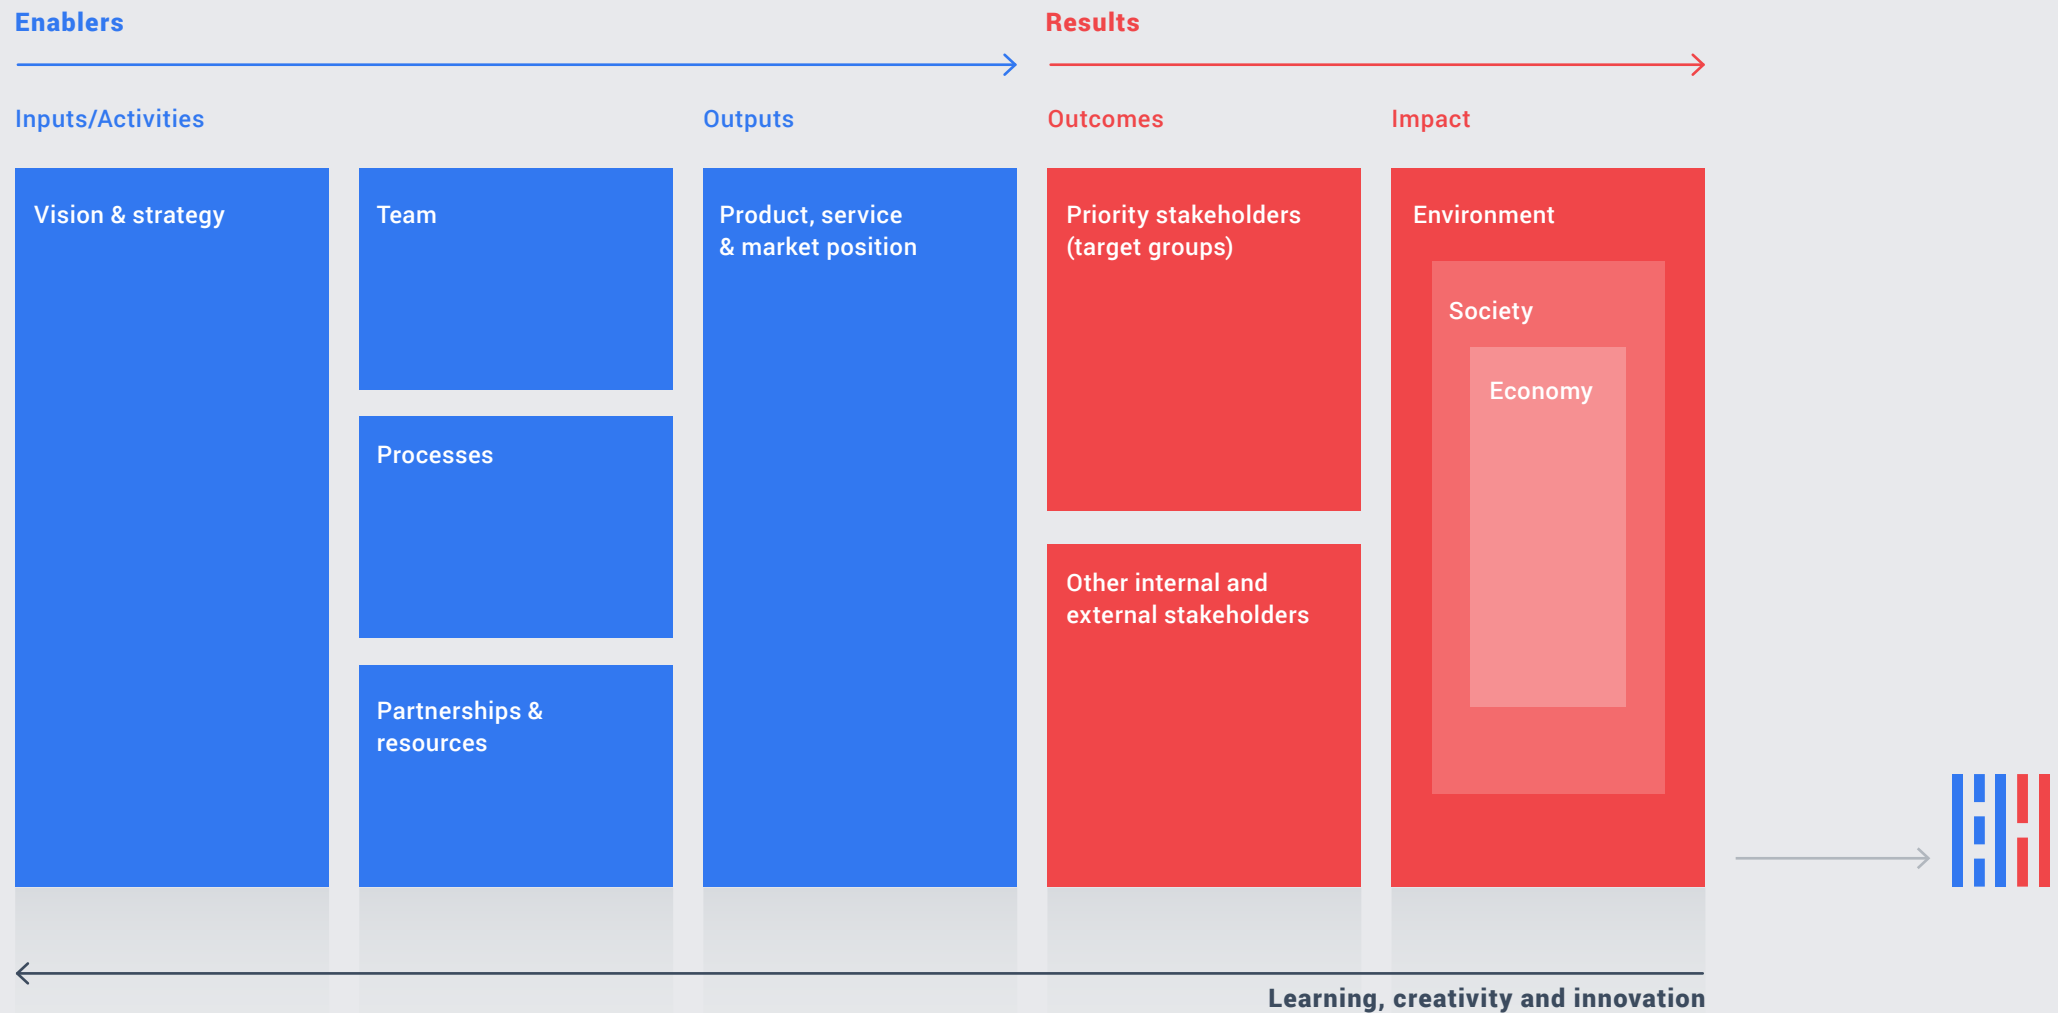 Enablers
Results
Inputs/Activities
Outputs
Outcomes
Impact
Vision & strategy
Team
Processes
Partnerships &
resources
Product, service
& market position
Priority stakeholders
(target groups)
Other internal and
external stakeholders
Environment
Society
Economy
Learning, creativity and innovation